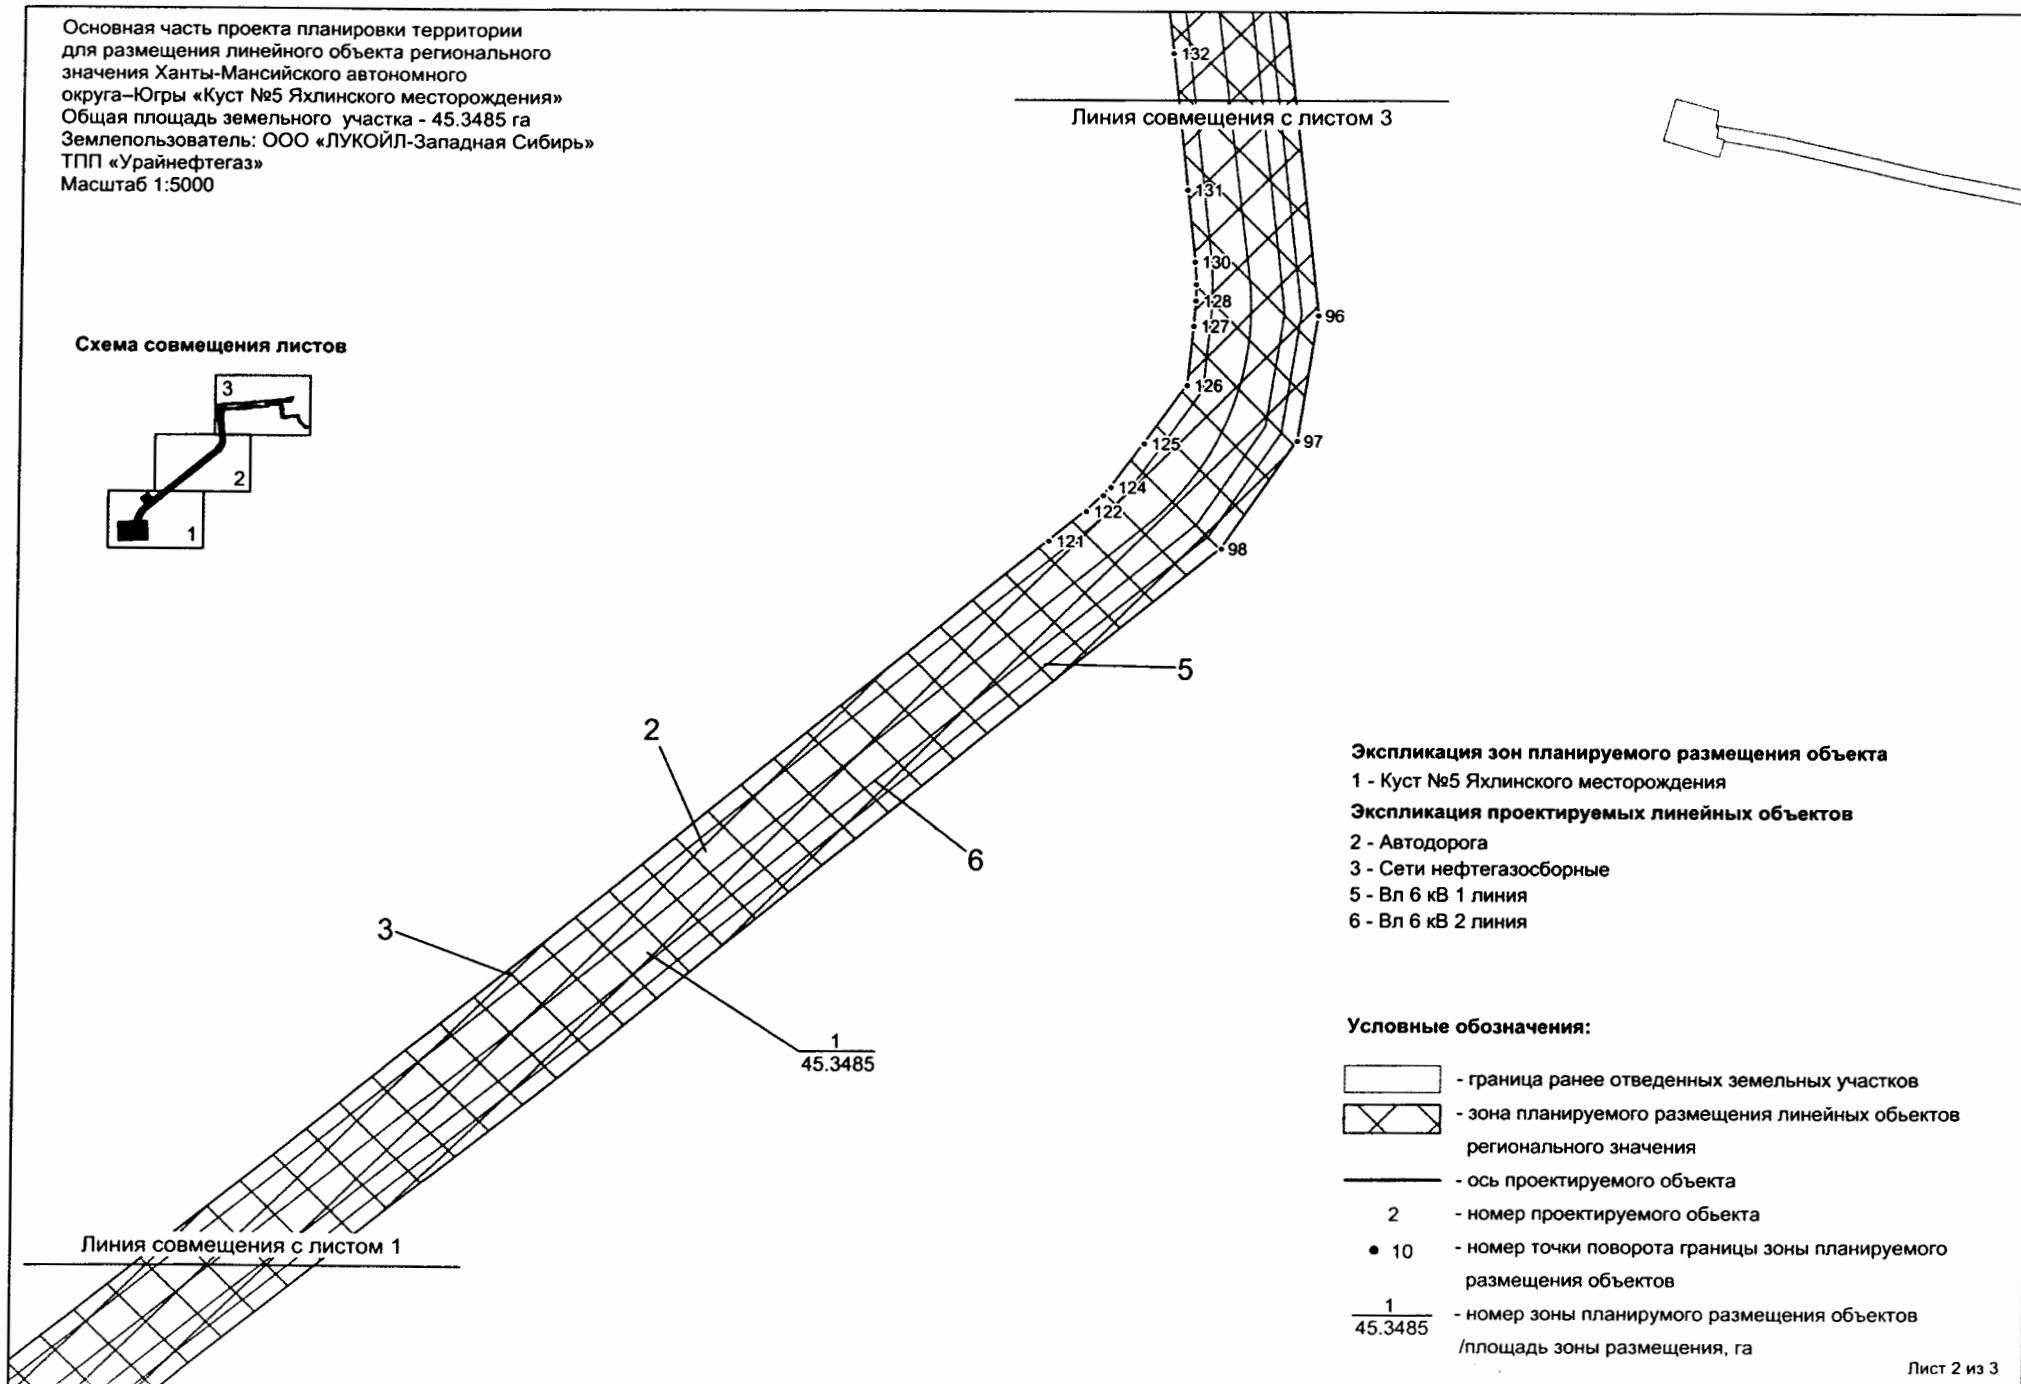 Основная часть проекта планировки территории
для размещения линейного объекта регионального
значения Ханты-Мансийского автономного
округа–Югры «Куст №5 Яхлинского месторождения»
Общая площадь земельного участка - 45.3485 га
Землепользователь: ООО «ЛУКОЙЛ-Западная Сибирь»
ТПП «Урайнефтегаз»
Масштаб 1:5000
132
Линия совмещения с листом 3
131
130
128
127
96
126
97
125
124
122
121
98
Схема совмещения листов
3
2
1
5
2
6
3
1
45.3485
Линия совмещения с листом 1
Экспликация зон планируемого размещения объекта
1 - Куст №5 Яхлинского месторождения
Экспликация проектируемых линейных объектов
2 - Автодорога
3 - Сети нефтегазосборные
5 - Вл 6 кВ 1 линия
6 - Вл 6 кВ 2 линия
Условные обозначения:
- граница ранее отведенных земельных участков
- зона планируемого размещения линейных обьектов
регионального значения
- ось проектируемого объекта
2 - номер проектируемого обьекта
10 - номер точки поворота границы зоны планируемого
размещения объектов
1
45.3485
- номер зоны планирумого размещения объектов
/площадь зоны размещения, га
Лист 2 из 3